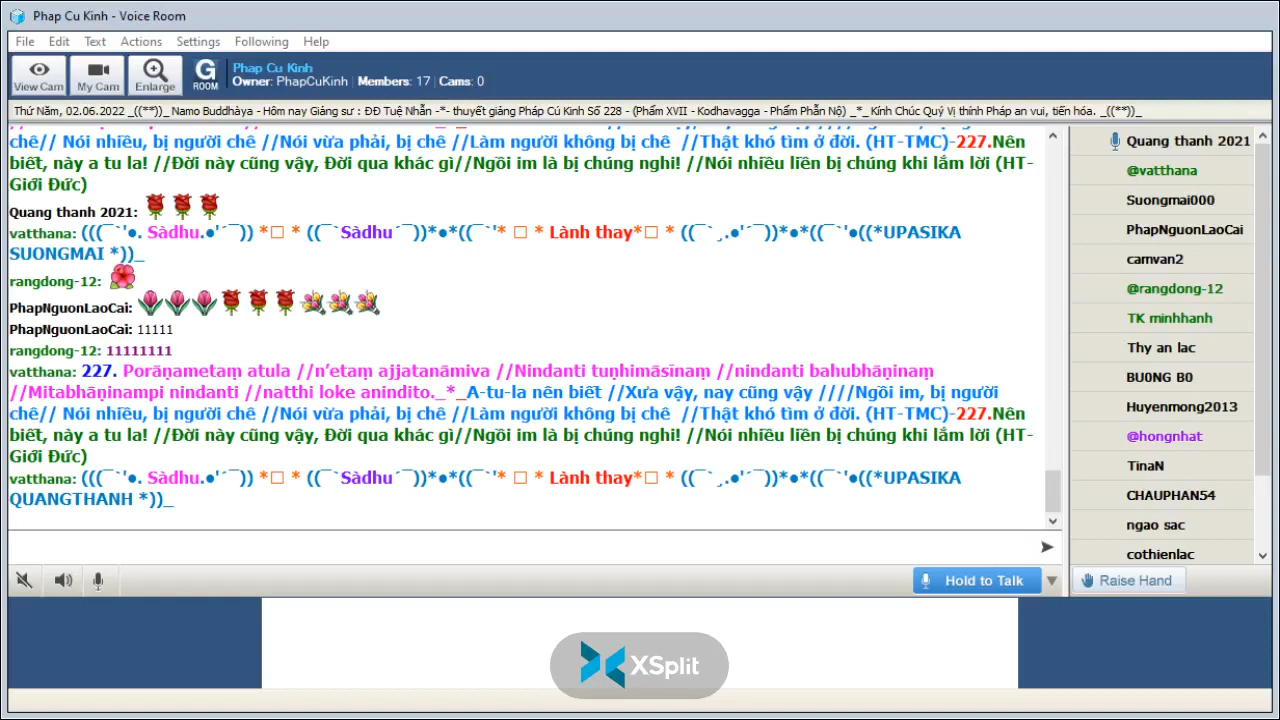 Phap Cu Kinh - Voice Room
File Edit Text Actions Settings Following Help
View Cam My Cam Enlarge G ROOM
Phap Cu Kinh
Owner: PhapCuKinh | Members: 17 | Cams: 0
Thứ Năm, 02.06.2022 _((**))_ Namo Buddhàya - Hôm nay Giảng sư : ĐĐ Tuệ Nhẫn -*- thuyết giảng Pháp Cú Kinh Số 228 - (Phẩm XVII - Kodhavagga - Phẩm Phẫn Nộ) _*_ Kính Chúc Quý Vị thính Pháp an vui, tiến hóa. _((**))_
chê// Nói nhiều, bị người chê //Nói vừa phải, bị chê //Làm người không bị chê //Thật khó tìm ở đời. (HT-TMC)-227.Nên
biết, này a tu la! //Đời này cũng vậy, Đời qua khác gì//Ngồi im là bị chúng nghi! //Nói nhiều liền bị chúng khi lắm lời (HT-
Giới Đức)
Quang thanh 2021:
vatthana: (((¯`'●. Sàdhu.●'´¯)) *□ * ((¯`Sàdhu´¯))*●*((¯`'* □ * Lành thay*□ * ((¯`¸.●'´¯))*●*((¯`'●((*UPASIKA
SUONGMAI *))_
rangdong-12:
PhapNguonLaoCai:
PhapNguonLaoCai: 11111
rangdong-12: 11111111
vatthana: 227. Porāṇametaṃ atula //n’etaṃ ajjatanāmiva //Nindanti tuṇhimāsīnaṃ //nindanti bahubhāṇinaṃ
//Mitabhāṇinampi nindanti //natthi loke anindito._*_A-tu-la nên biết //Xưa vậy, nay cũng vậy ////Ngồi im, bị người
chê// Nói nhiều, bị người chê //Nói vừa phải, bị chê //Làm người không bị chê //Thật khó tìm ở đời. (HT-TMC)-227.Nên
biết, này a tu la! //Đời này cũng vậy, Đời qua khác gì//Ngồi im là bị chúng nghi! //Nói nhiều liền bị chúng khi lắm lời (HT-
Giới Đức)
vatthana: (((¯`'●. Sàdhu.●'´¯)) *□ * ((¯`Sàdhu´¯))*●*((¯`'* □ * Lành thay*□ * ((¯`¸.●'´¯))*●*((¯`'●((*UPASIKA
QUANGTHANH *))_
Hold to Talk
Quang thanh 2021
@vatthana
Suongmai000
PhapNguonLaoCai
camvan2
@rangdong-12
TK minhhanh
Thy an lac
BU0NG B0
Huyenmong2013
@hongnhat
TinaN
CHAUPHAN54
ngao sac
cothienlac
Raise Hand
XSplit